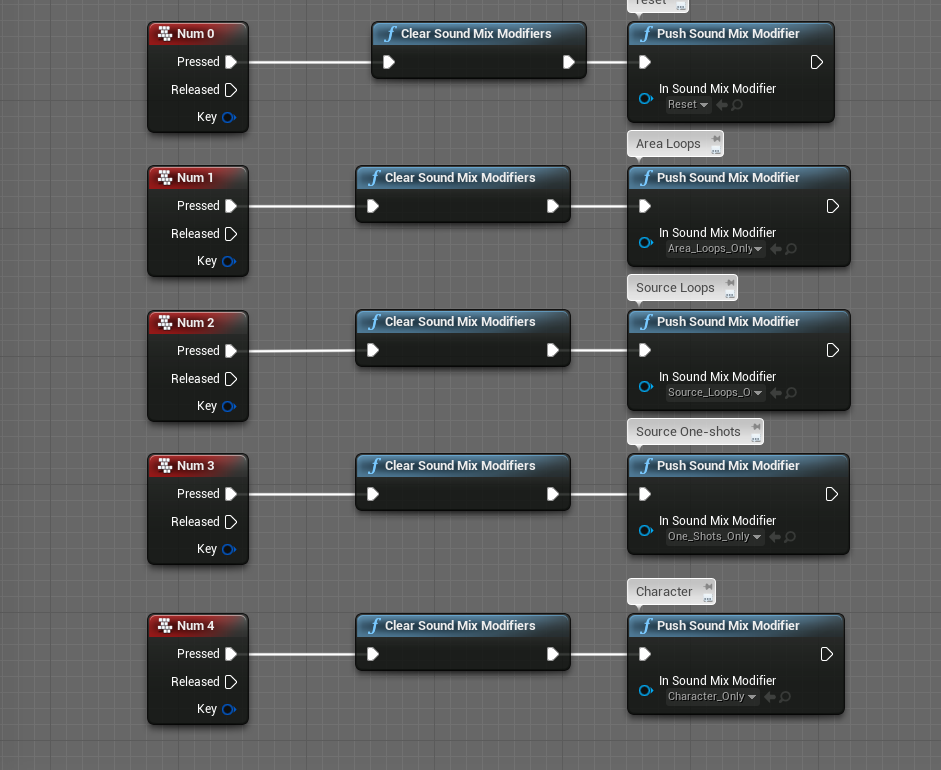 reset
Num 0
Clear Sound Mix Modifiers
Push Sound Mix Modifier
Pressed
Released
In Sound Mix Modifier
Reset
Key
Area Loops
Num 1
Clear Sound Mix Modifiers
Push Sound Mix Modifier
Pressed
Released
In Sound Mix Modifier
Area_Loops_Only
Key
Source Loops
Num 2
Clear Sound Mix Modifiers
Push Sound Mix Modifier
Pressed
Released
In Sound Mix Modifier
Source_Loops_O
Key
Source One-shots
Num 3
Clear Sound Mix Modifiers
Push Sound Mix Modifier
Pressed
Released
In Sound Mix Modifier
One_Shots_Only
Key
Character
Num 4
Clear Sound Mix Modifiers
Push Sound Mix Modifier
Pressed
Released
In Sound Mix Modifier
Character_Only
Key